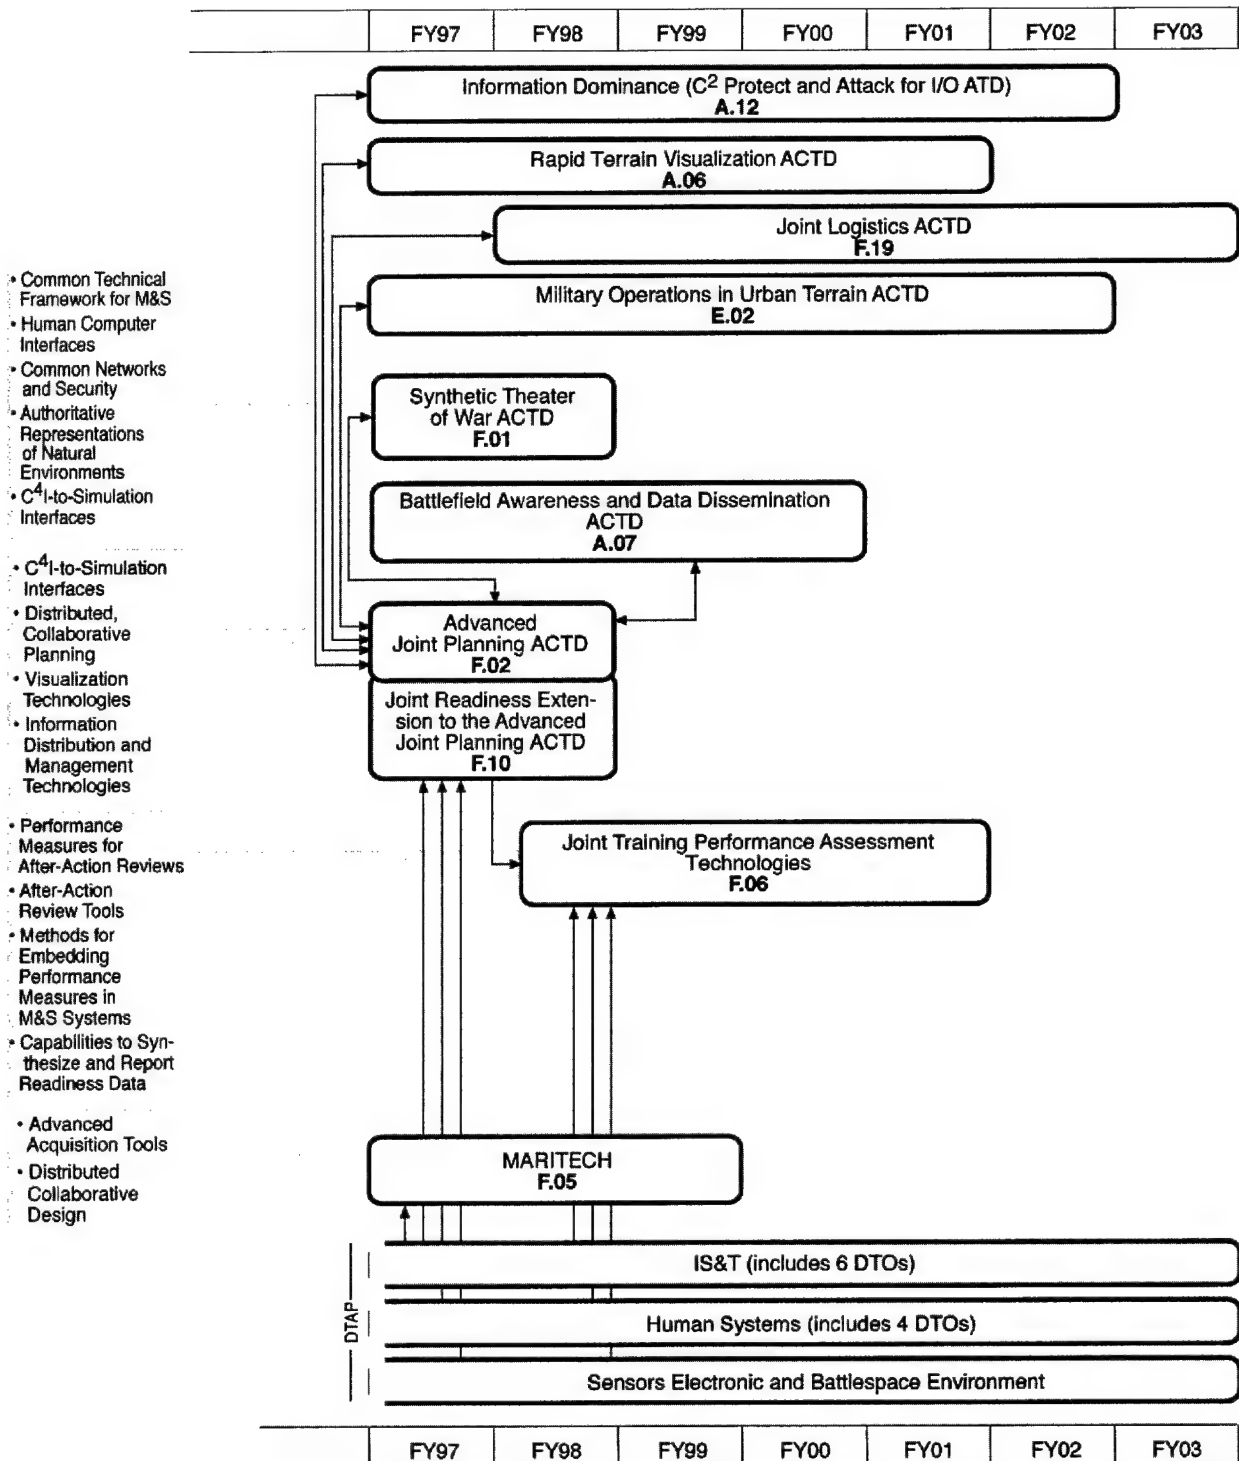 FY97 FY98 FY99 FY00 FY01 FY02 FY03
Information Dominance (C2 Protect and Attack for I/O ATD)
A.12
Rapid Terrain Visualization ACTD
A.06
Joint Logistics ACTD
F.19
• Common Technical
Framework for M&S
• Human Computer
Interfaces
• Common Networks
and Security
• Authoritative
Representations
of Natural
Environments
• C4I-to-Simulation
Interfaces
Military Operations in Urban Terrain ACTD
E.02
Synthetic Theater
of War ACTD
F.01
Battlefield Awareness and Data Dissemination
ACTD
A.07
• C4I-to-Simulation
Interfaces
• Distributed,
Collaborative
Planning
• Visualization
Technologies
• Information
Distribution and
Management
Technologies
Advanced
Joint Planning ACTD
F.02
Joint Readiness Exten-
sion to the Advanced
Joint Planning ACTD
F.10
• Performance
Measures for
After-Action Reviews
• After-Action
Review Tools
• Methods for
Embedding
Performance
Measures in
M&S Systems
• Capabilities to Syn-
thesize and Report
Readiness Data
Joint Training Performance Assessment
Technologies
F.06
• Advanced
Acquisition Tools
• Distributed
Collaborative
Design
MARITECH
F.05
DTAP
IS&T (includes 6 DTOs)
Human Systems (includes 4 DTOs)
Sensors Electronic and Battlespace Environment
FY97 FY98 FY99 FY00 FY01 FY02 FY03